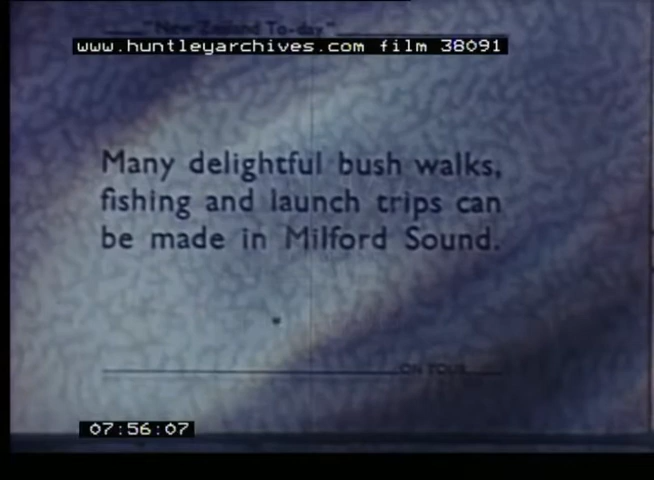 "New Zealand To-day"
www.huntleyarchives.com film 38091
Many delightful bush walks,
fishing and launch trips can
be made in Milford Sound.
ON TOUR
07:56:07